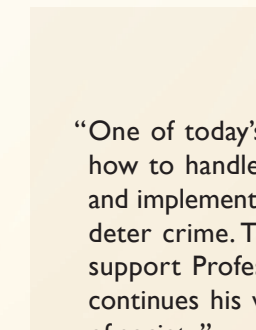 “One of today’s
how to handle
and implement
deter crime. T
support Profes
continues his v